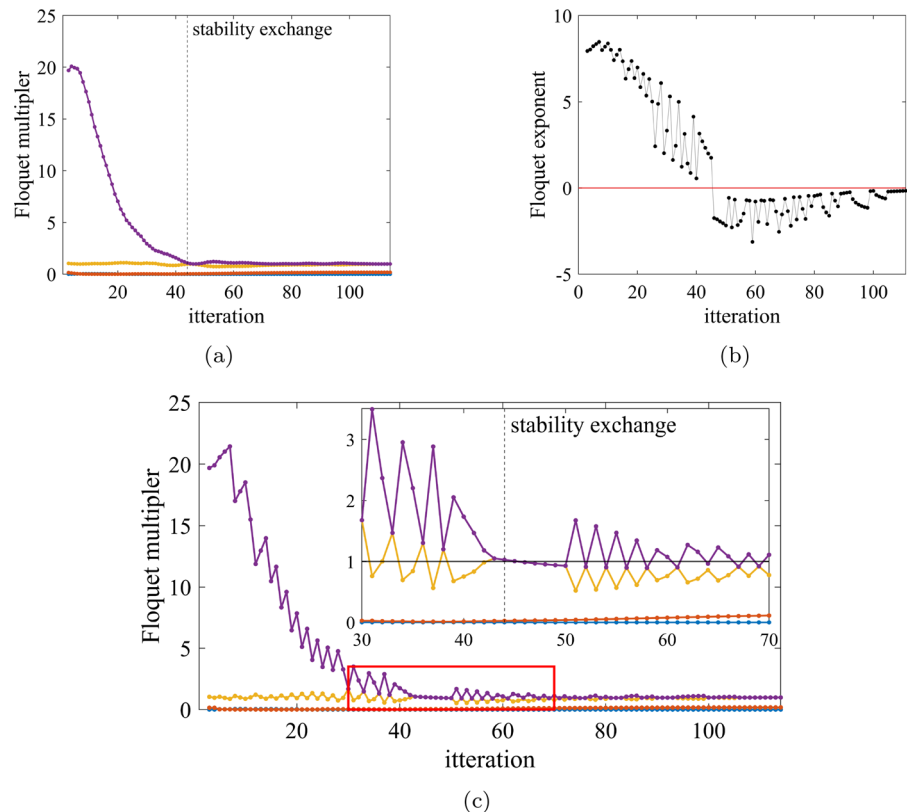 stability exchange
25
20
15
10
5
0
Floquet multipler
20 40 60 80 100
itteration
(a)
10
5
0
-5
Floquet exponent
0 20 40 60 80 100
itteration
(b)
25
20
15
10
5
0
Floquet multipler
stability exchange
3
2
1
0
30 40 50 60 70
20 40 60 80 100
itteration
(c)